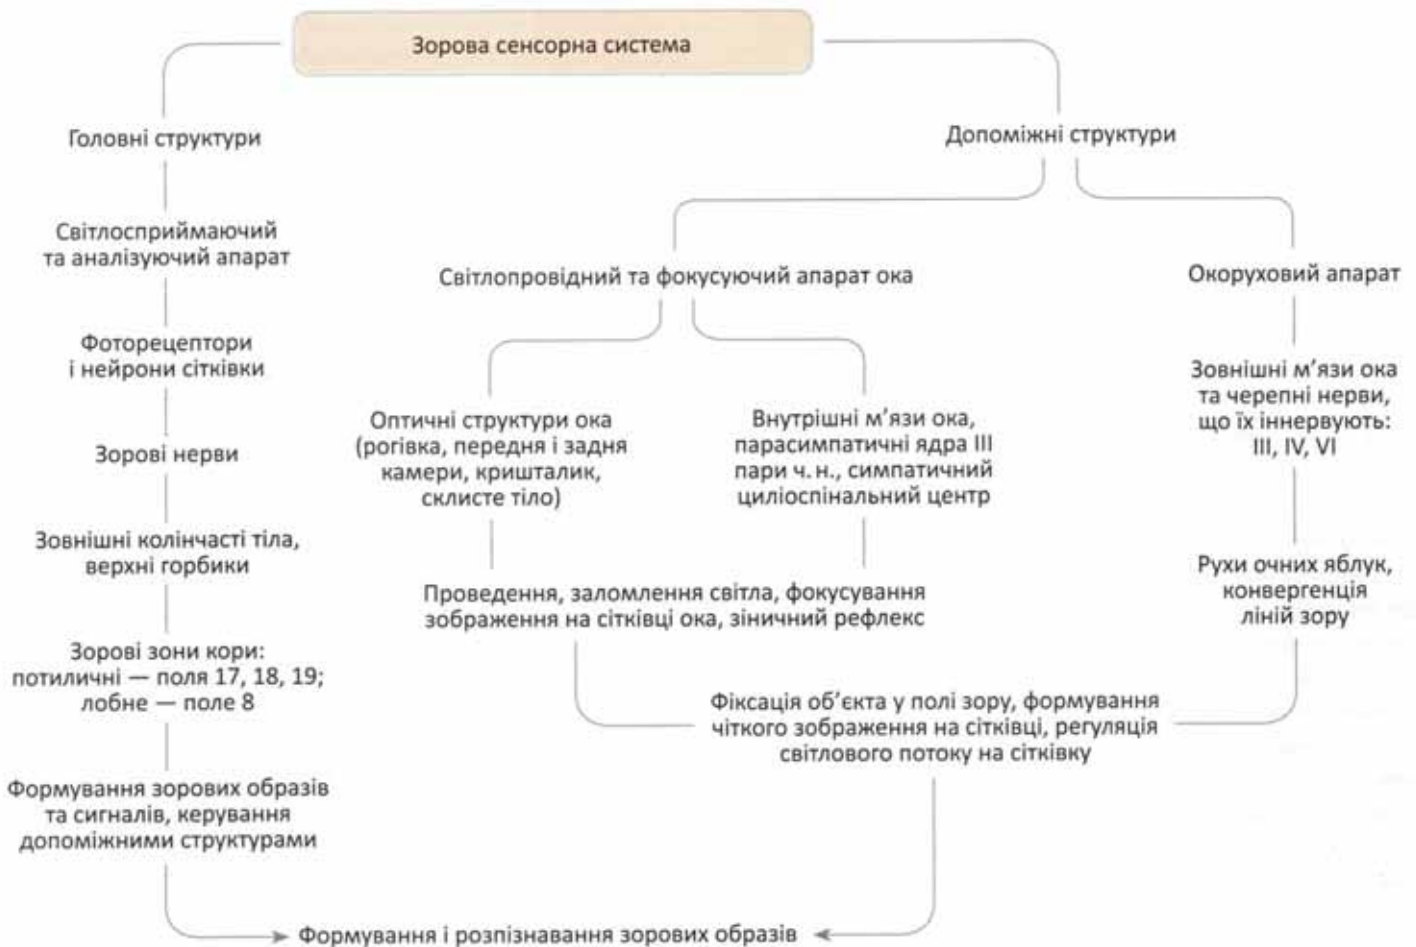 Зорова сенсорна система
Головні структури
Світлосприймаючий
та аналізуючий апарат
Фоторецептори
і нейрони сітківки
Зорові нерви
Зовнішні колінчасті тіла,
верхні горбики
Зорові зони кори:
потиличні — поля 17, 18, 19;
лобне — поле 8
Формування зорових образів
та сигналів, керування
допоміжними структурами
Допоміжні структури
Світлопровідний та фокусуючий апарат ока
Оптичні структури ока
(рогівка, передня і задня
камери, кришталик,
склисте тіло)
Внутрішні м’язи ока,
парасимпатичні ядра III
пари ч. н., симпатичний
циліоспінальний центр
Проведення, заломлення світла, фокусування
зображення на сітківці ока, зіничний рефлекс
Окоруховий апарат
Зовнішні м’язи ока
та черепні нерви,
що їх іннервують:
III, IV, VI
Рухи очних яблук,
конвергенція
ліній зору
Фіксація об’єкта у полі зору, формування
чіткого зображення на сітківці, регуляція
світлового потоку на сітківку
Формування і розпізнавання зорових образів